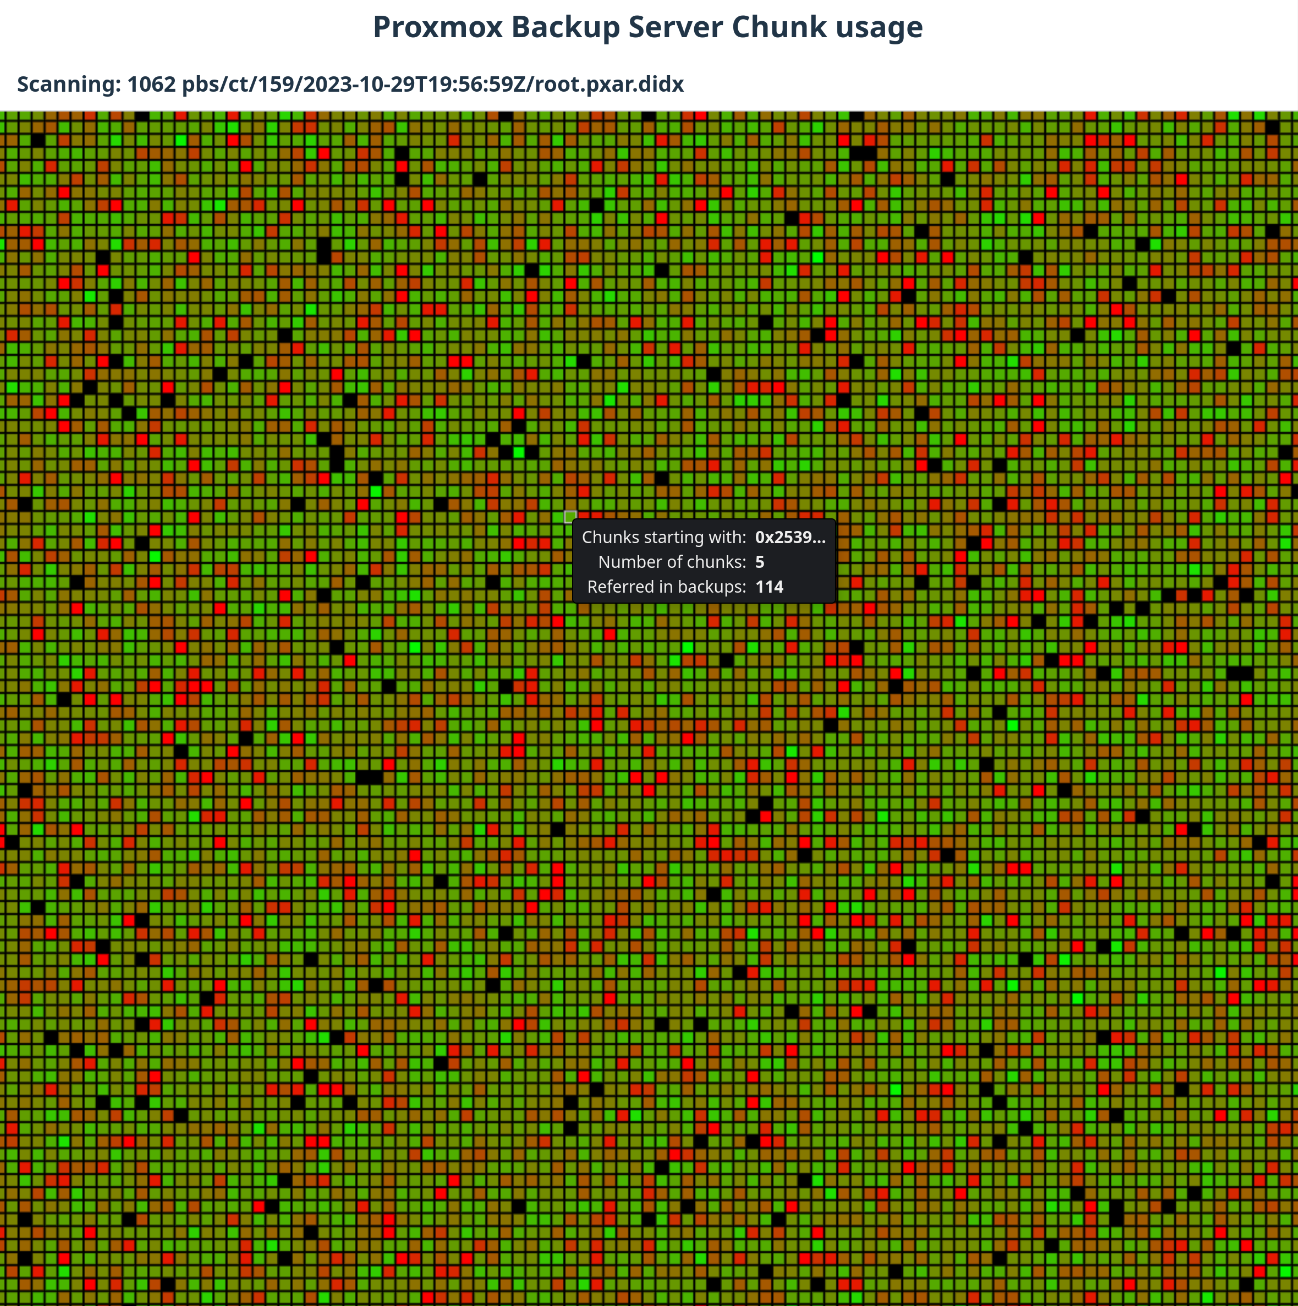 Proxmox Backup Server Chunk usage
Scanning: 1062 pbs/ct/159/2023-10-29T19:56:59Z/root.pxar.didx
Chunks starting with: 0x2539...
Number of chunks: 5
Referred in backups: 114